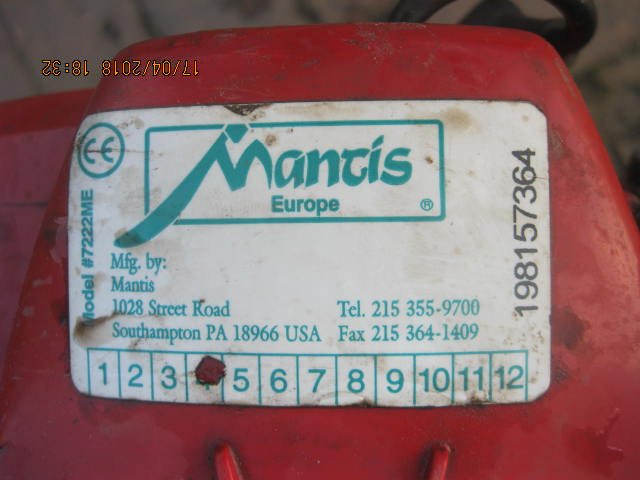 17/04/2018 18:32
Mantis
Europe ®
CE
Model #7222ME
Mfg. by:
Mantis
1028 Street Road Tel. 215 355-9700
Southampton PA 18966 USA Fax 215 364-1409
198157364
1 2 3 4 5 6 7 8 9 10 11 12